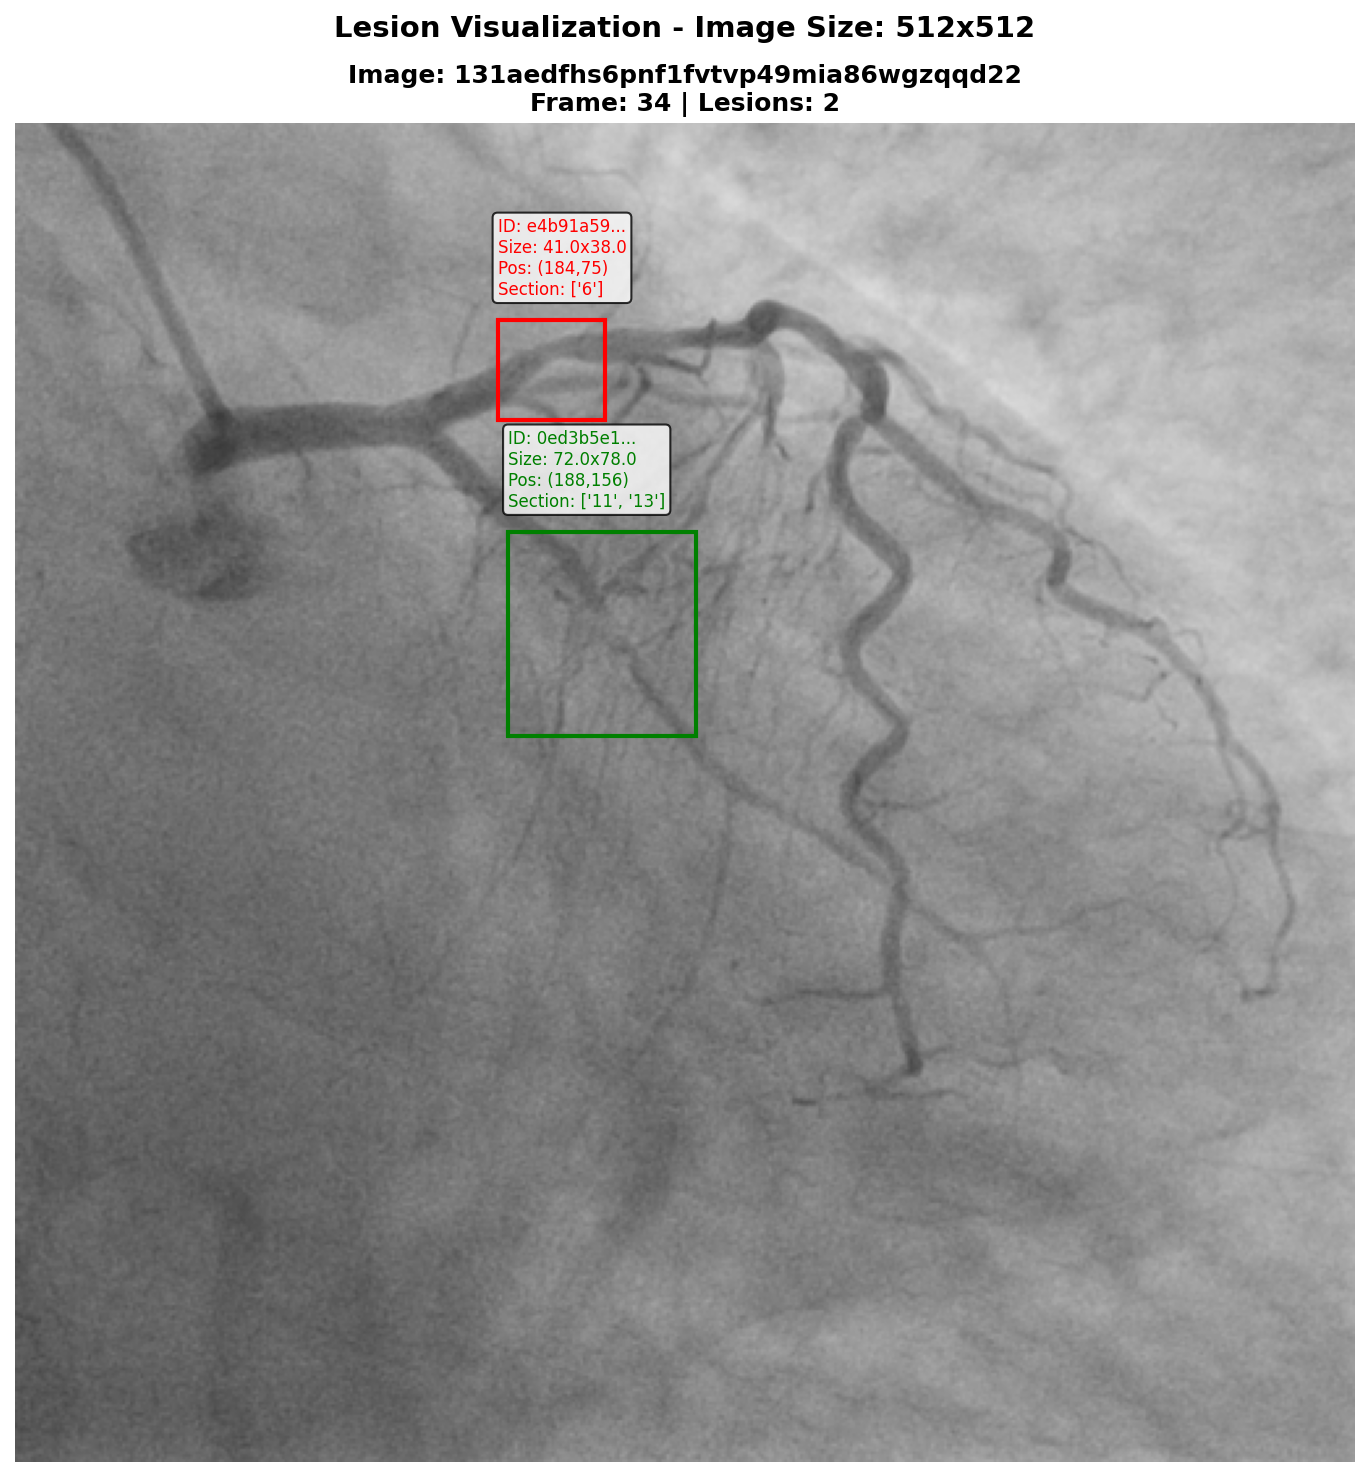 Lesion Visualization - Image Size: 512x512
Image: 131aedfhs6pnf1fvtvp49mia86wgzqqd22
Frame: 34 | Lesions: 2
ID: e4b91a59...
Size: 41.0x38.0
Pos: (184,75)
Section: ['6']
ID: 0ed3b5e1...
Size: 72.0x78.0
Pos: (188,156)
Section: ['11', '13']